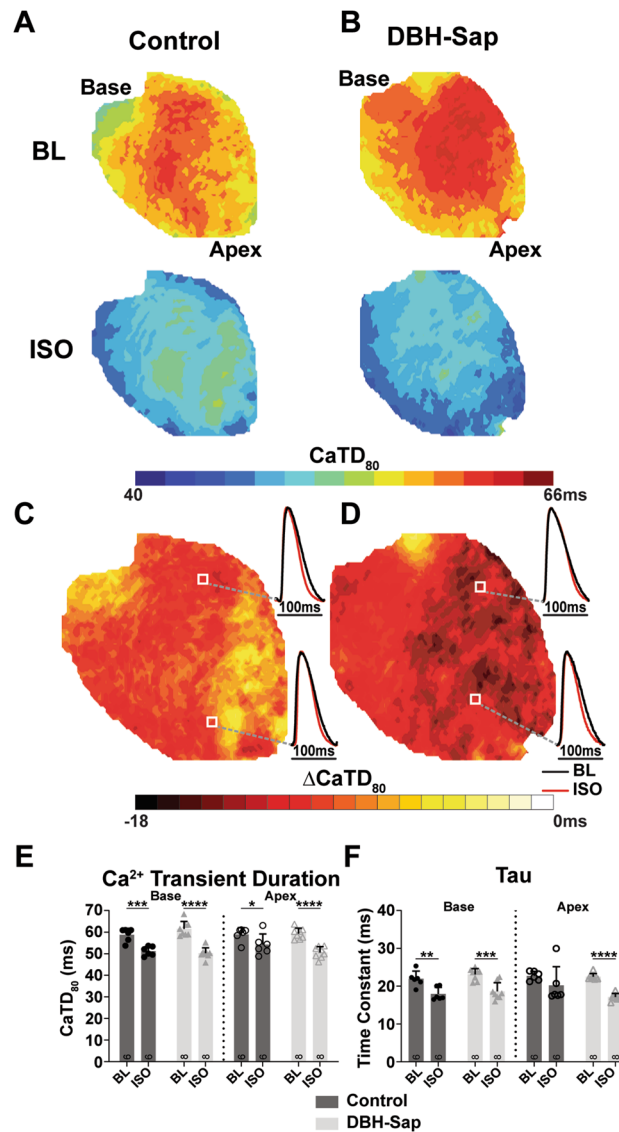 A
B
Control
DBH-Sap
Base
Base
BL
Apex
Apex
ISO
CaTD80
40
66ms
C
D
100ms
100ms
100ms
100ms
BL
ISO
ΔCaTD80
-18
0ms
E
Ca2+ Transient Duration
F
Tau
Base
Apex
Base
Apex
***
****
*
****
**
***
****
CaTD80 (ms)
70
60
50
40
30
20
10
0
Time Constant (ms)
40
30
20
10
0
6
6
8
8
6
6
8
8
6
6
8
8
6
6
8
8
BL
ISO
BL
ISO
BL
ISO
BL
ISO
BL
ISO
BL
ISO
BL
ISO
BL
ISO
Control
DBH-Sap